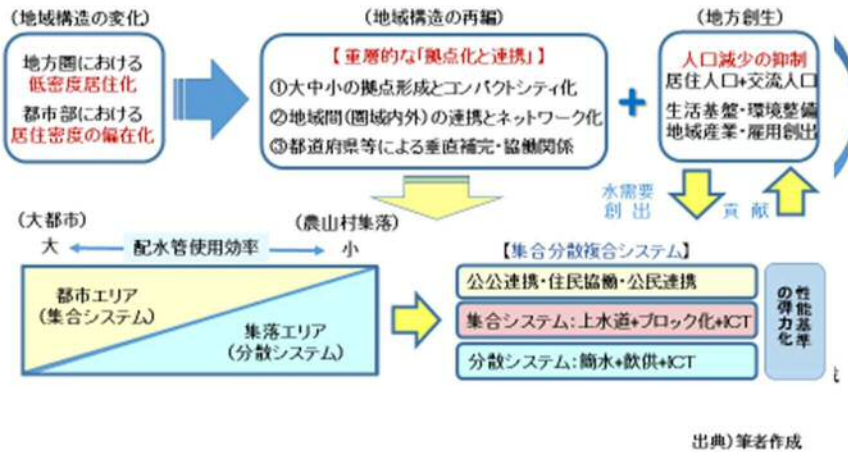 (地域構造の変化)
地方圏における
低密度居住化
都市部における
居住密度の偏在化
(地域構造の再編)
【重層的な「拠点化と連携」】
①大中小の拠点形成とコンパクトシティ化
②地域間(圏域内外)の連携とネットワーク化
③都道府県等による垂直補完・協働関係
+
(地方創生)
人口減少の抑制
居住人口+交流人口
生活基盤・環境整備
地域産業・雇用創出
水需要
創出
貢献
(大都市)
(農山村集落)
大
配水管使用効率
小
都市エリア
(集合システム)
集落エリア
(分散システム)
【集合分散複合システム】
公公連携・住民協働・公民連携
集合システム:上水道+ブロック化+ICT
分散システム:簡水+飲供+ICT
性能基準
の弾力化
出典)筆者作成